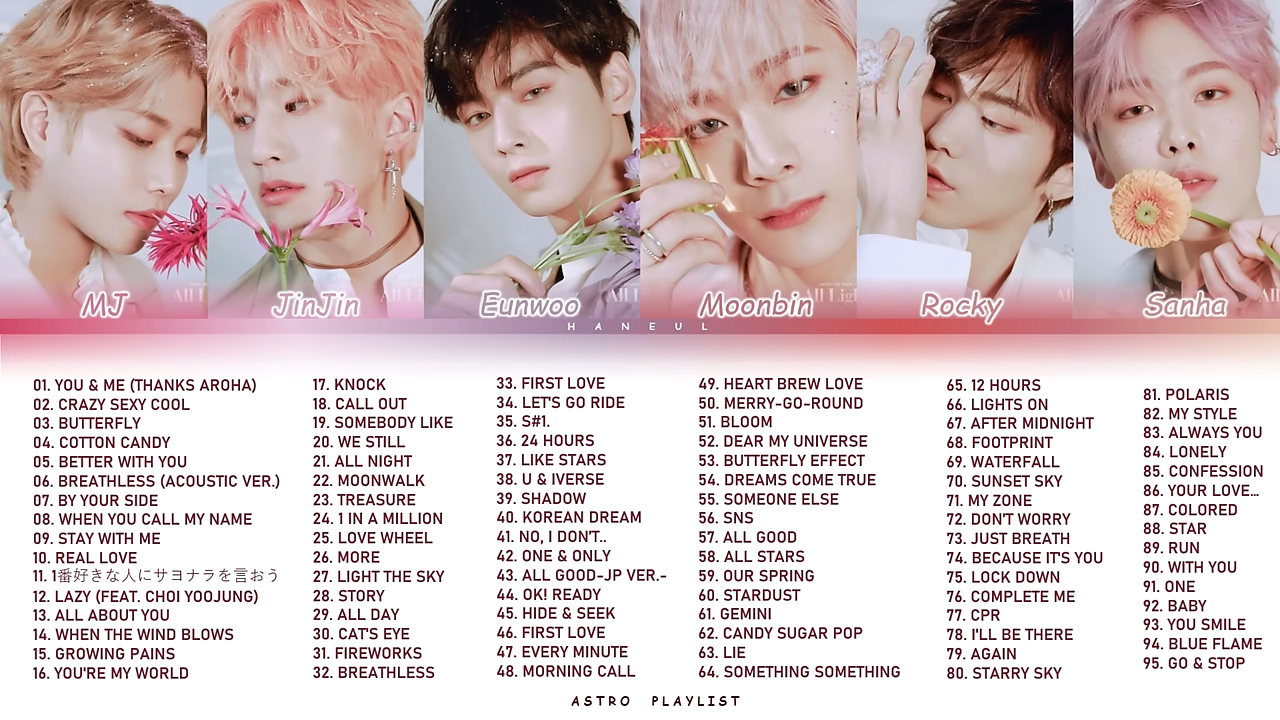 MJ
JinJin
Eunwoo
Moonbin
Rocky
Sanha
HANEUL
01. YOU & ME (THANKS AROHA)
02. CRAZY SEXY COOL
03. BUTTERFLY
04. COTTON CANDY
05. BETTER WITH YOU
06. BREATHLESS (ACOUSTIC VER.)
07. BY YOUR SIDE
08. WHEN YOU CALL MY NAME
09. STAY WITH ME
10. REAL LOVE
11. 1番好きな人にサヨナラを言おう
12. LAZY (FEAT. CHOI YOOJUNG)
13. ALL ABOUT YOU
14. WHEN THE WIND BLOWS
15. GROWING PAINS
16. YOU'RE MY WORLD
17. KNOCK
18. CALL OUT
19. SOMEBODY LIKE
20. WE STILL
21. ALL NIGHT
22. MOONWALK
23. TREASURE
24. 1 IN A MILLION
25. LOVE WHEEL
26. MORE
27. LIGHT THE SKY
28. STORY
29. ALL DAY
30. CAT'S EYE
31. FIREWORKS
32. BREATHLESS
33. FIRST LOVE
34. LET'S GO RIDE
35. S#1.
36. 24 HOURS
37. LIKE STARS
38. U & IVERSE
39. SHADOW
40. KOREAN DREAM
41. NO, I DON'T..
42. ONE & ONLY
43. ALL GOOD-JP VER.-
44. OK! READY
45. HIDE & SEEK
46. FIRST LOVE
47. EVERY MINUTE
48. MORNING CALL
49. HEART BREW LOVE
50. MERRY-GO-ROUND
51. BLOOM
52. DEAR MY UNIVERSE
53. BUTTERFLY EFFECT
54. DREAMS COME TRUE
55. SOMEONE ELSE
56. SNS
57. ALL GOOD
58. ALL STARS
59. OUR SPRING
60. STARDUST
61. GEMINI
62. CANDY SUGAR POP
63. LIE
64. SOMETHING SOMETHING
65. 12 HOURS
66. LIGHTS ON
67. AFTER MIDNIGHT
68. FOOTPRINT
69. WATERFALL
70. SUNSET SKY
71. MY ZONE
72. DON'T WORRY
73. JUST BREATH
74. BECAUSE IT'S YOU
75. LOCK DOWN
76. COMPLETE ME
77. CPR
78. I'LL BE THERE
79. AGAIN
80. STARRY SKY
81. POLARIS
82. MY STYLE
83. ALWAYS YOU
84. LONELY
85. CONFESSION
86. YOUR LOVE...
87. COLORED
88. STAR
89. RUN
90. WITH YOU
91. ONE
92. BABY
93. YOU SMILE
94. BLUE FLAME
95. GO & STOP
ASTRO PLAYLIST